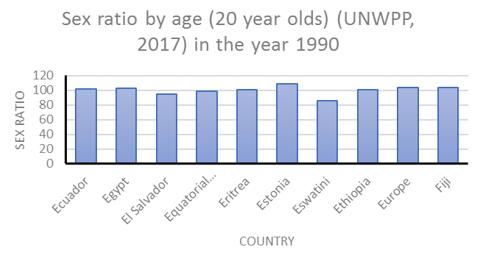 Sex ratio by age (20 year olds) (UNWPP,
2017) in the year 1990
SEX RATIO
120
100
80
60
40
20
0
Ecuador
Egypt
El Salvador
Equatorial...
Eritrea
Estonia
Eswatini
Ethiopia
Europe
Fiji
COUNTRY